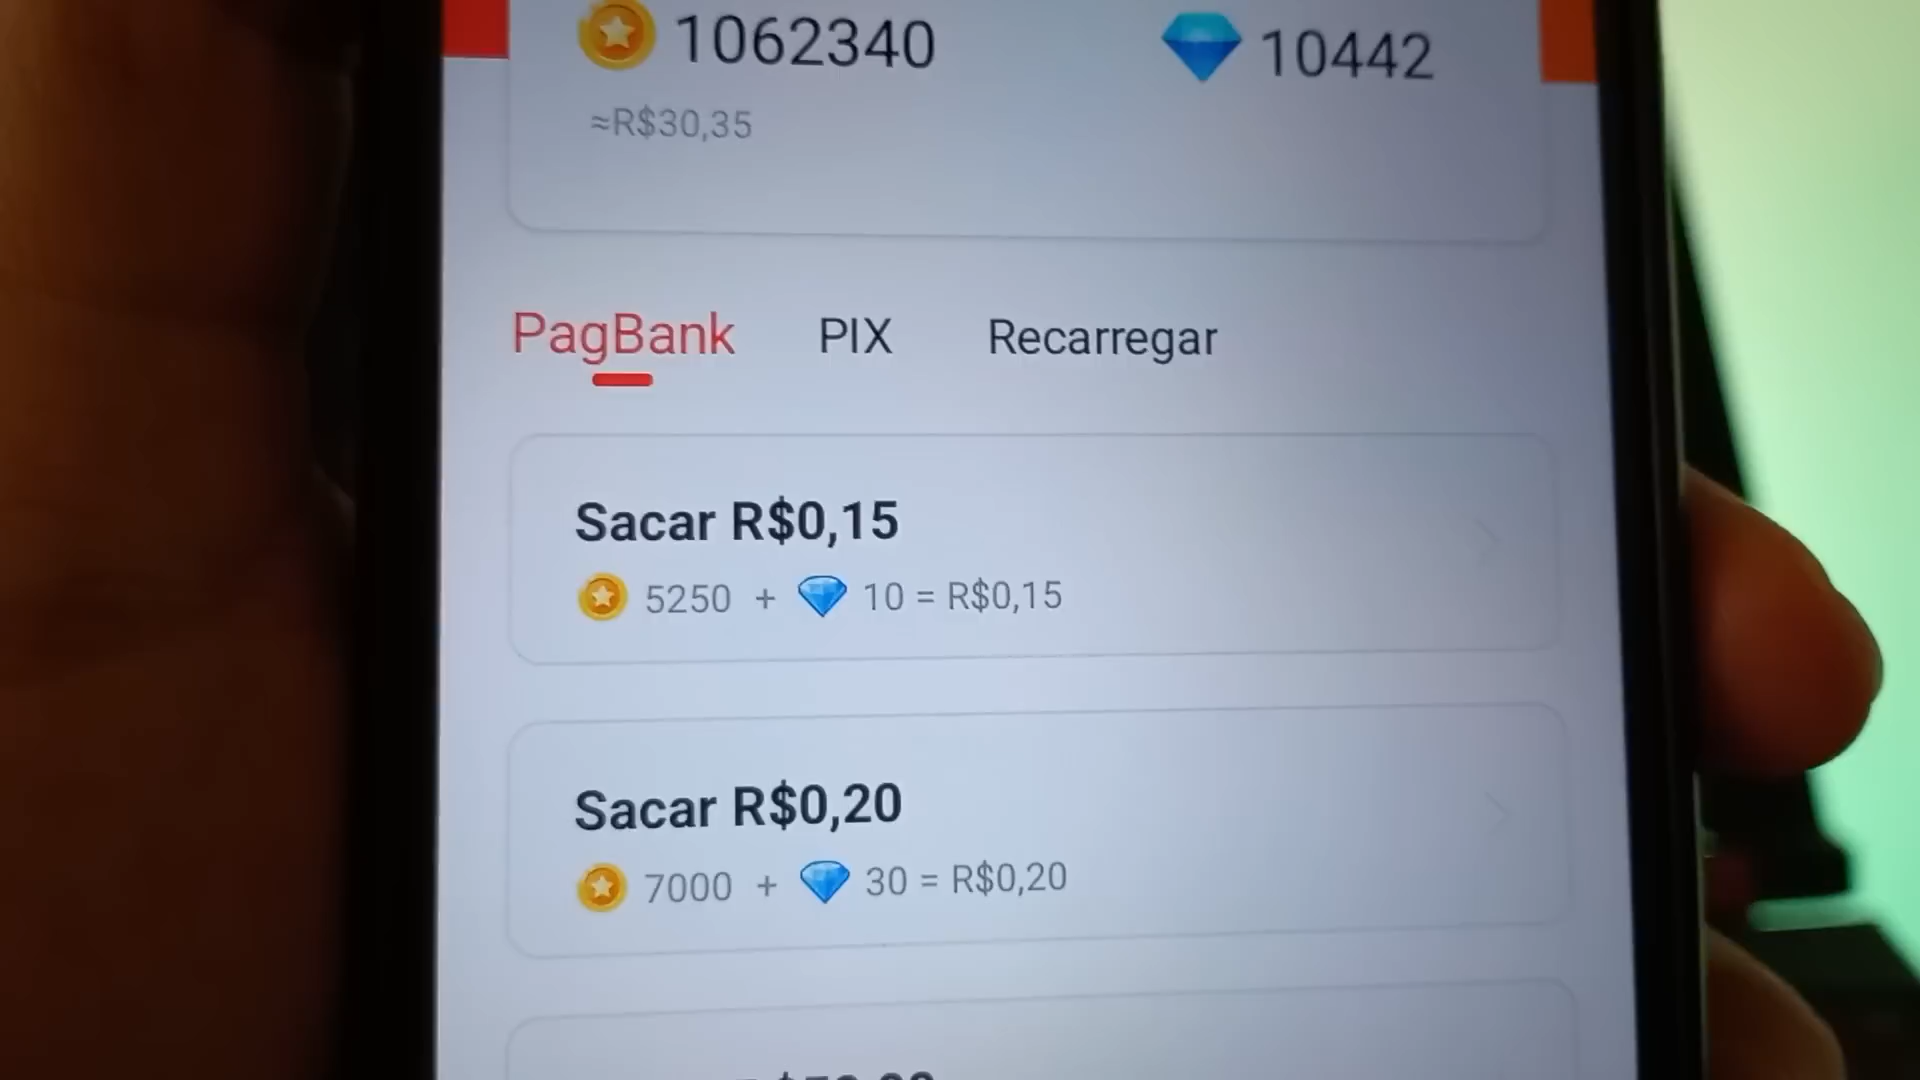 1062340 10442
≈R$30,35
PagBank PIX Recarregar
Sacar R$0,15
5250 + 10 = R$0,15
Sacar R$0,20
7000 + 30 = R$0,20